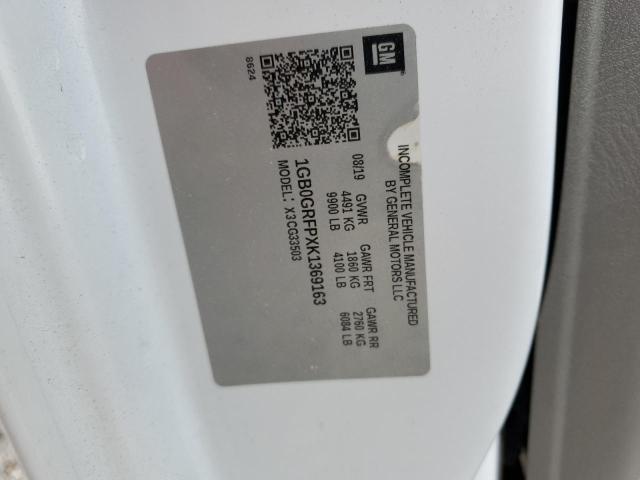 GM
INCOMPLETE VEHICLE MANUFACTURED
BY GENERAL MOTORS LLC
08/19 GVWR GAWR FRT GAWR RR
4491 KG 1860 KG 2760 KG
9900 LB 4100 LB 6084 LB
1GB0GRFPXK1369163
MODEL: X3CG33503
8624